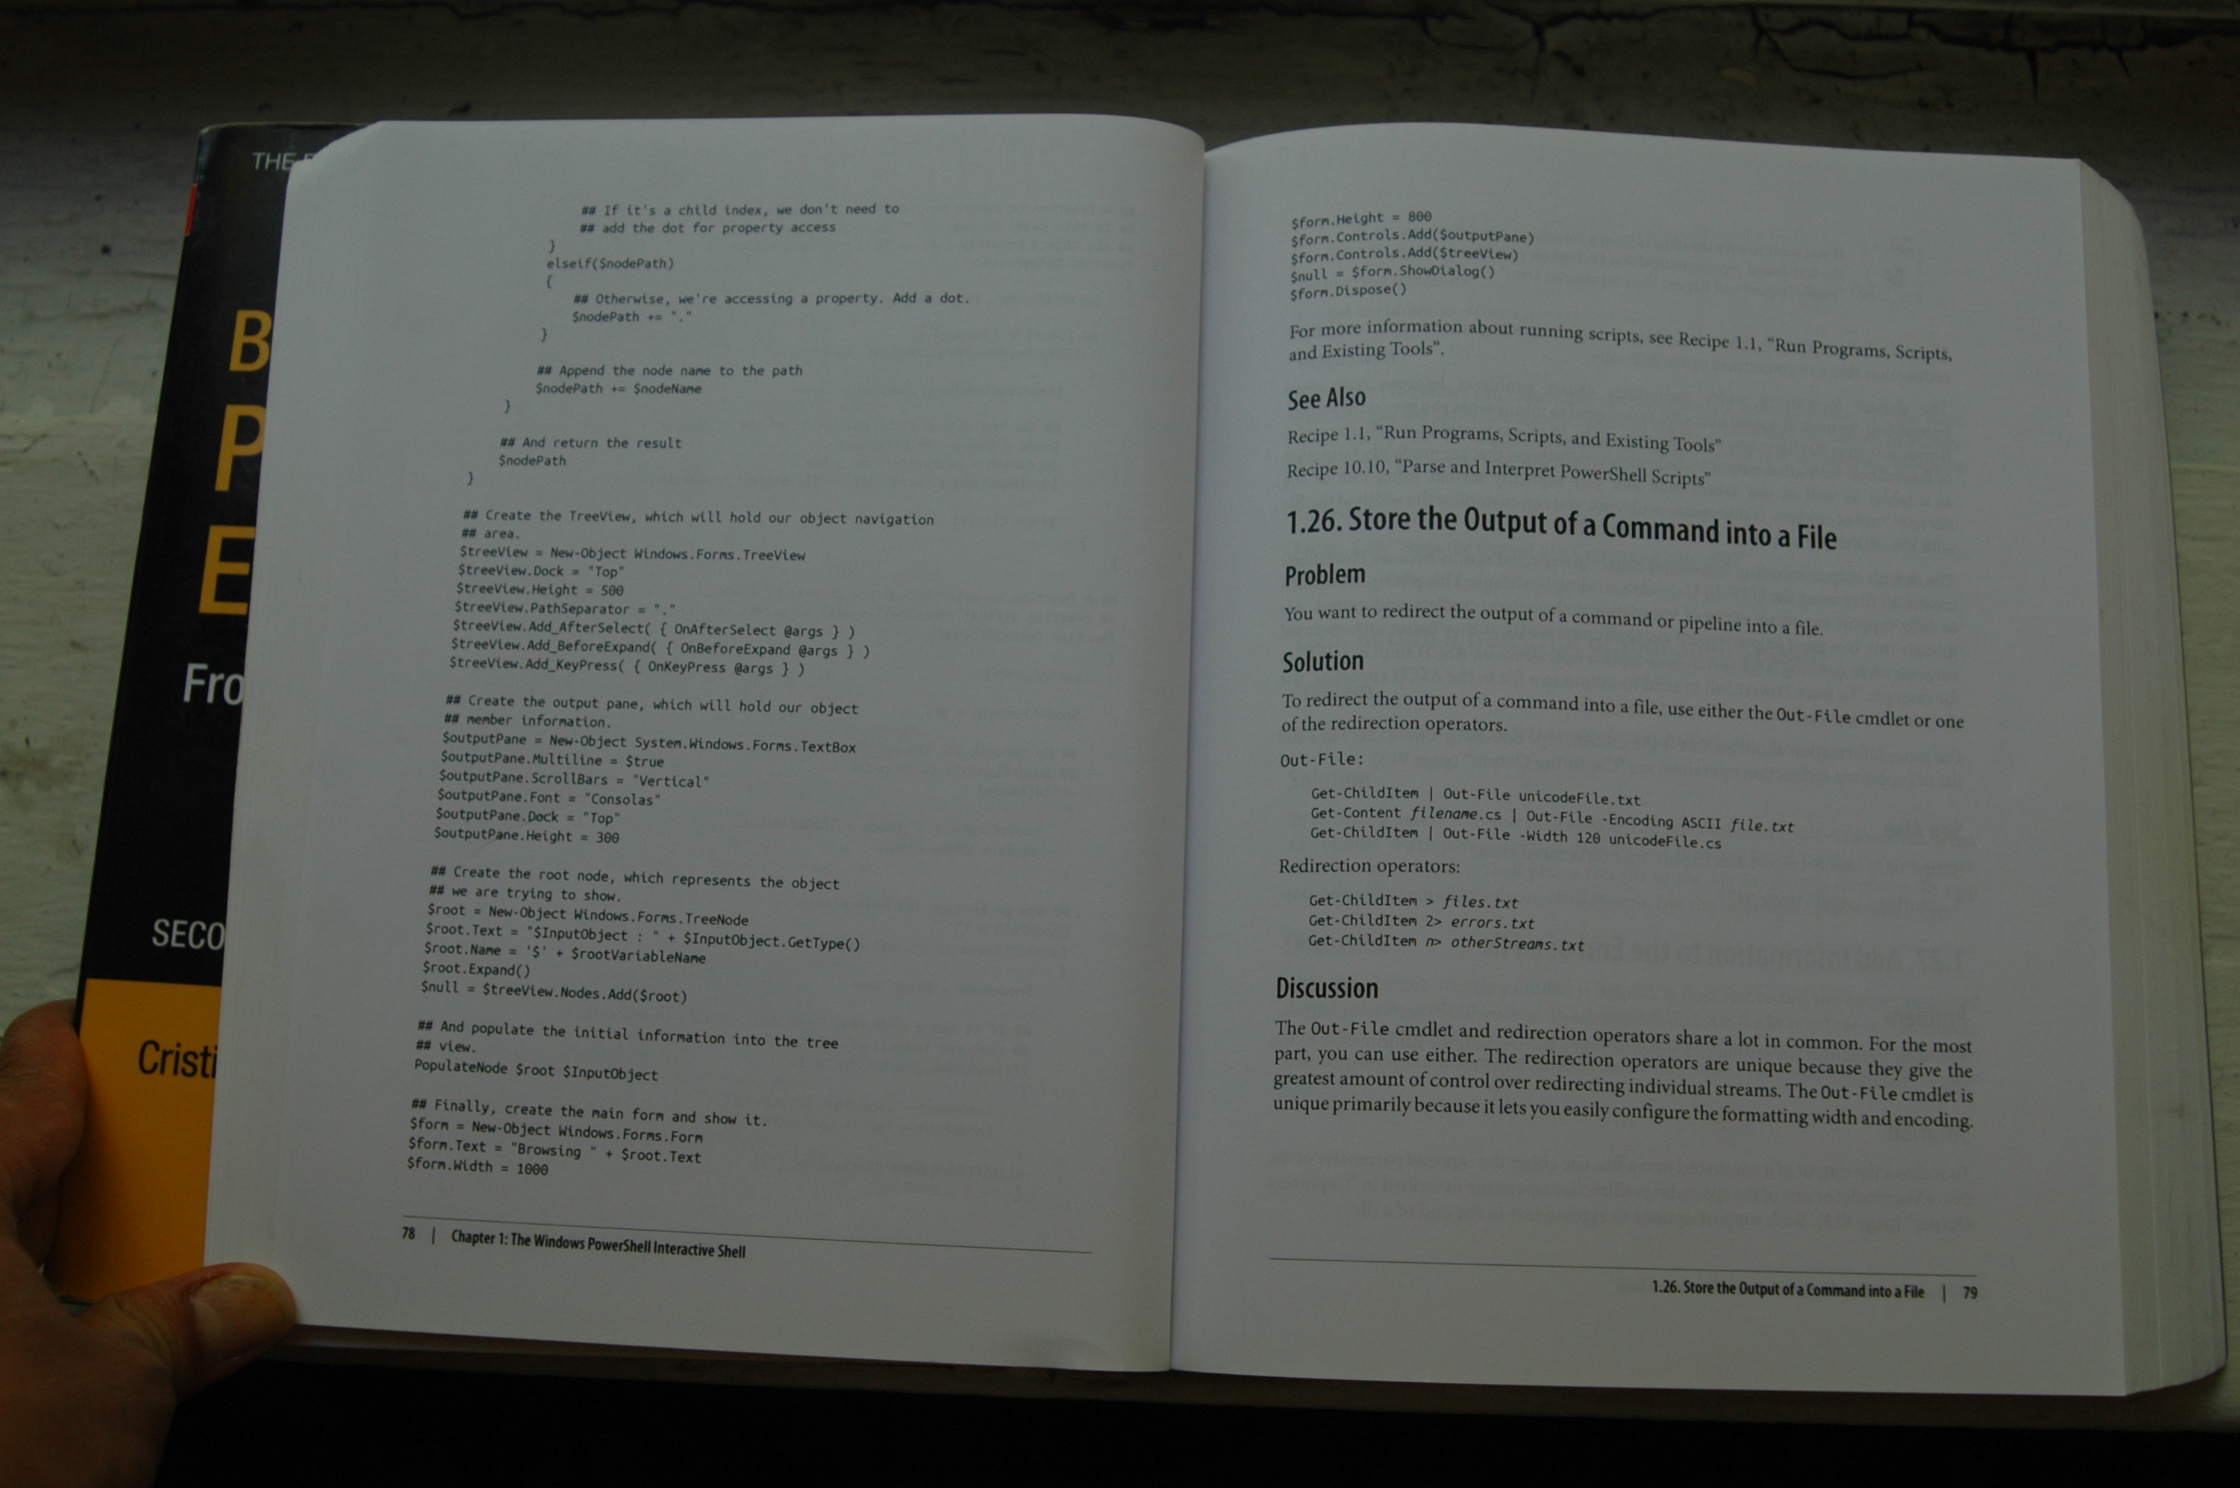 ## If it's a child index, we don't need to
## add the dot for property access
}
elseif($nodePath)
{
## Otherwise, we're accessing a property. Add a dot.
$nodePath += "."
}
## Append the node name to the path
$nodePath += $nodeName
}
## And return the result
$nodePath
}
## Create the TreeView, which will hold our object navigation
## area.
$treeView = New-Object Windows.Forms.TreeView
$treeView.Dock = "Top"
$treeView.Height = 500
$treeView.PathSeparator = "."
$treeView.Add_AfterSelect( { OnAfterSelect @args } )
$treeView.Add_BeforeExpand( { OnBeforeExpand @args } )
$treeView.Add_KeyPress( { OnKeyPress @args } )
## Create the output pane, which will hold our object
## member information.
$outputPane = New-Object System.Windows.Forms.TextBox
$outputPane.Multiline = $true
$outputPane.ScrollBars = "Vertical"
$outputPane.Font = "Consolas"
$outputPane.Dock = "Top"
$outputPane.Height = 300
## Create the root node, which represents the object
## we are trying to show.
$root = New-Object Windows.Forms.TreeNode
$root.Text = "$InputObject : " + $InputObject.GetType()
$root.Name = '$' + $rootVariableName
$root.Expand()
$null = $treeView.Nodes.Add($root)
## And populate the initial information into the tree
## view.
PopulateNode $root $InputObject
## Finally, create the main form and show it.
$form = New-Object Windows.Forms.Form
$form.Text = "Browsing " + $root.Text
$form.Width = 1000
78 | Chapter 1: The Windows PowerShell Interactive Shell
$form.Height = 800
$form.Controls.Add($outputPane)
$form.Controls.Add($treeView)
$null = $form.ShowDialog()
$form.Dispose()
For more information about running scripts, see Recipe 1.1, “Run Programs, Scripts,
and Existing Tools”.
See Also
Recipe 1.1, “Run Programs, Scripts, and Existing Tools”
Recipe 10.10, “Parse and Interpret PowerShell Scripts”
1.26. Store the Output of a Command into a File
Problem
You want to redirect the output of a command or pipeline into a file.
Solution
To redirect the output of a command into a file, use either the Out-File cmdlet or one
of the redirection operators.
Out-File:
Get-ChildItem | Out-File unicodeFile.txt
Get-Content filename.cs | Out-File -Encoding ASCII file.txt
Get-ChildItem | Out-File -Width 120 unicodeFile.cs
Redirection operators:
Get-ChildItem > files.txt
Get-ChildItem 2> errors.txt
Get-ChildItem n> otherStreams.txt
Discussion
The Out-File cmdlet and redirection operators share a lot in common. For the most
part, you can use either. The redirection operators are unique because they give the
greatest amount of control over redirecting individual streams. The Out-File cmdlet is
unique primarily because it lets you easily configure the formatting width and encoding.
1.26. Store the Output of a Command into a File | 79
THE
B
P
E
Fro
SECO
Cristi